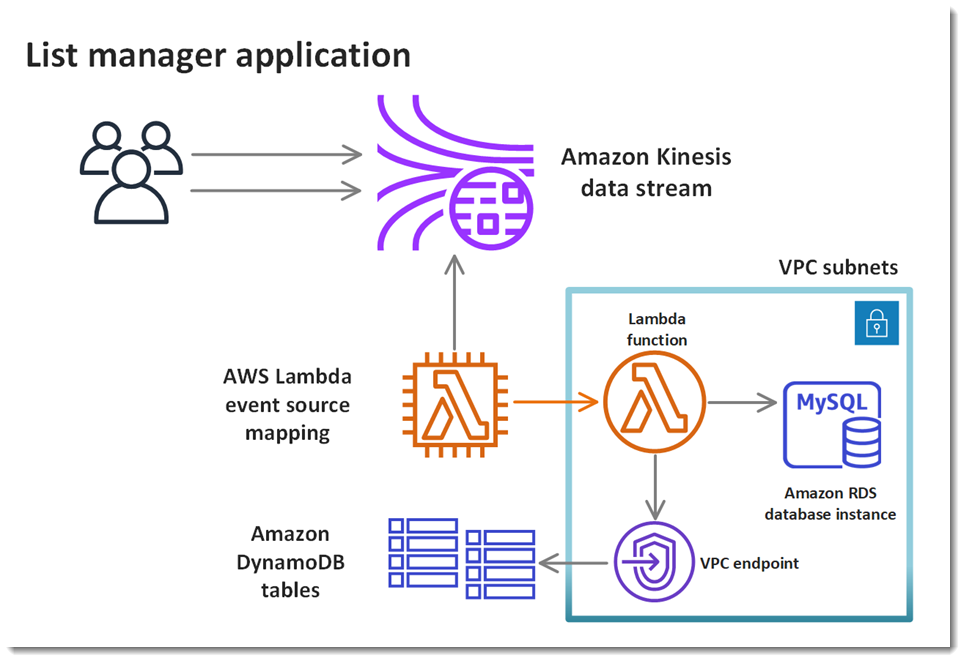 List manager application
Amazon Kinesis
data stream
VPC subnets
Lambda
function
AWS Lambda
event source
mapping
MySQL
Amazon RDS
database instance
Amazon
DynamoDB
tables
VPC endpoint